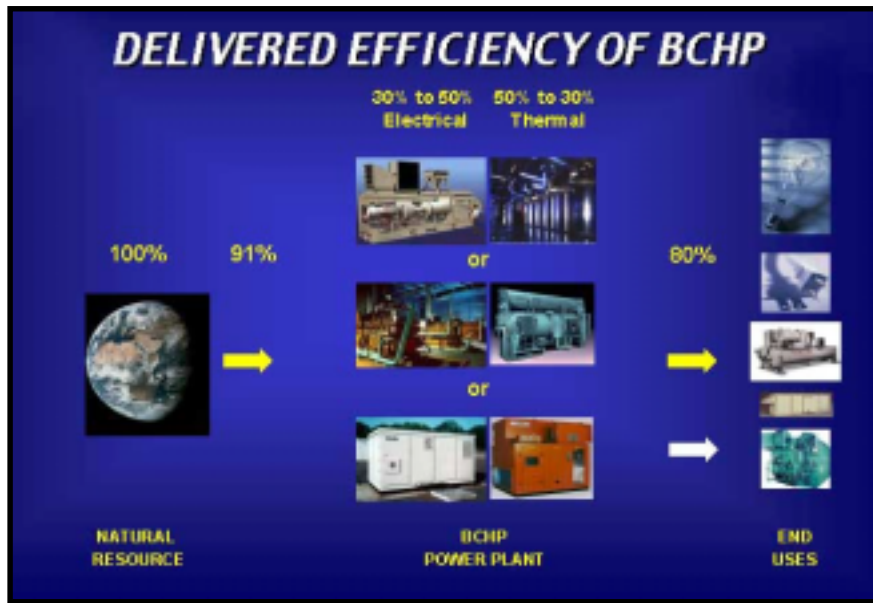 DELIVERED EFFICIENCY OF BCHP
30% to 50% 50% to 30%
Electrical Thermal
100% 91% 80%
or
or
NATURAL BCHP END
RESOURCE POWER PLANT USES